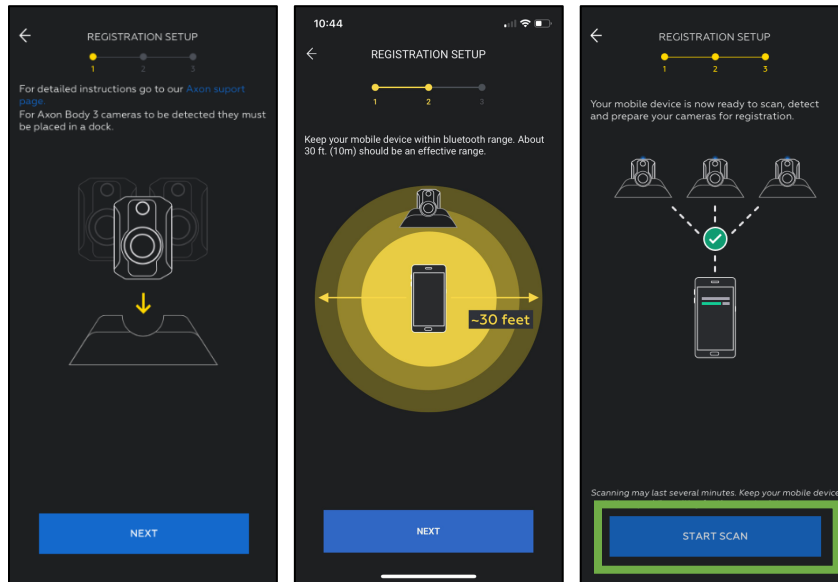 REGISTRATION SETUP
1 2 3
For detailed instructions go to our Axon suport
page.
For Axon Body 3 cameras to be detected they must
be placed in a dock.
NEXT
10:44
REGISTRATION SETUP
1 2 3
Keep your mobile device within bluetooth range. About
30 ft. (10m) should be an effective range.
~30 feet
NEXT
REGISTRATION SETUP
1 2 3
Your mobile device is now ready to scan, detect
and prepare your cameras for registration.
Scanning may last several minutes. Keep your mobile device
START SCAN